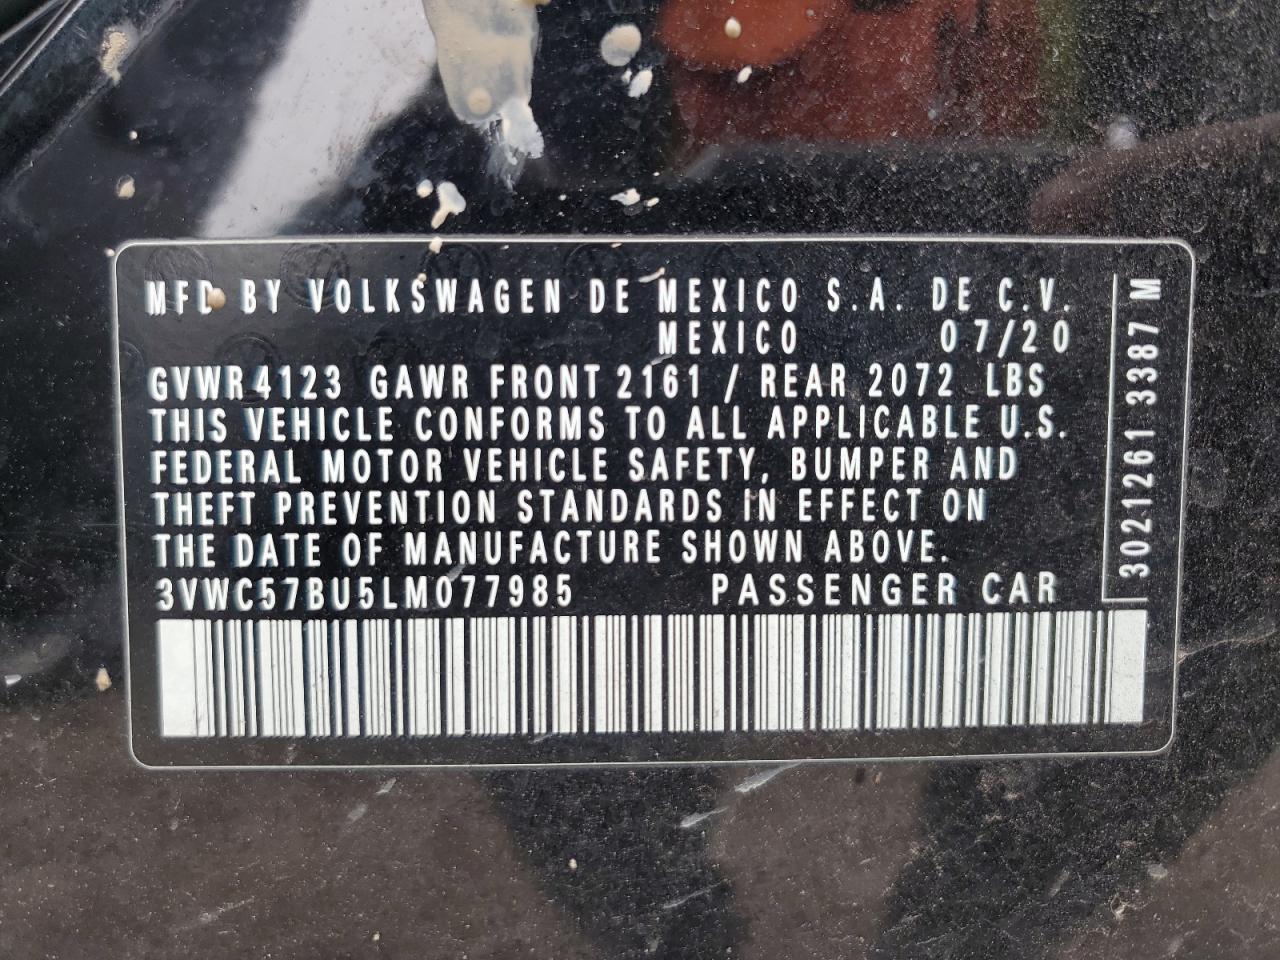 MFD BY VOLKSWAGEN DE MEXICO S.A. DE C.V.
MEXICO 07/20
GVWR 4123 GAWR FRONT 2161 / REAR 2072 LBS
THIS VEHICLE CONFORMS TO ALL APPLICABLE U.S.
FEDERAL MOTOR VEHICLE SAFETY, BUMPER AND
THEFT PREVENTION STANDARDS IN EFFECT ON
THE DATE OF MANUFACTURE SHOWN ABOVE.
3VWC57BU5LM077985 PASSENGER CAR
3021261 3387 M